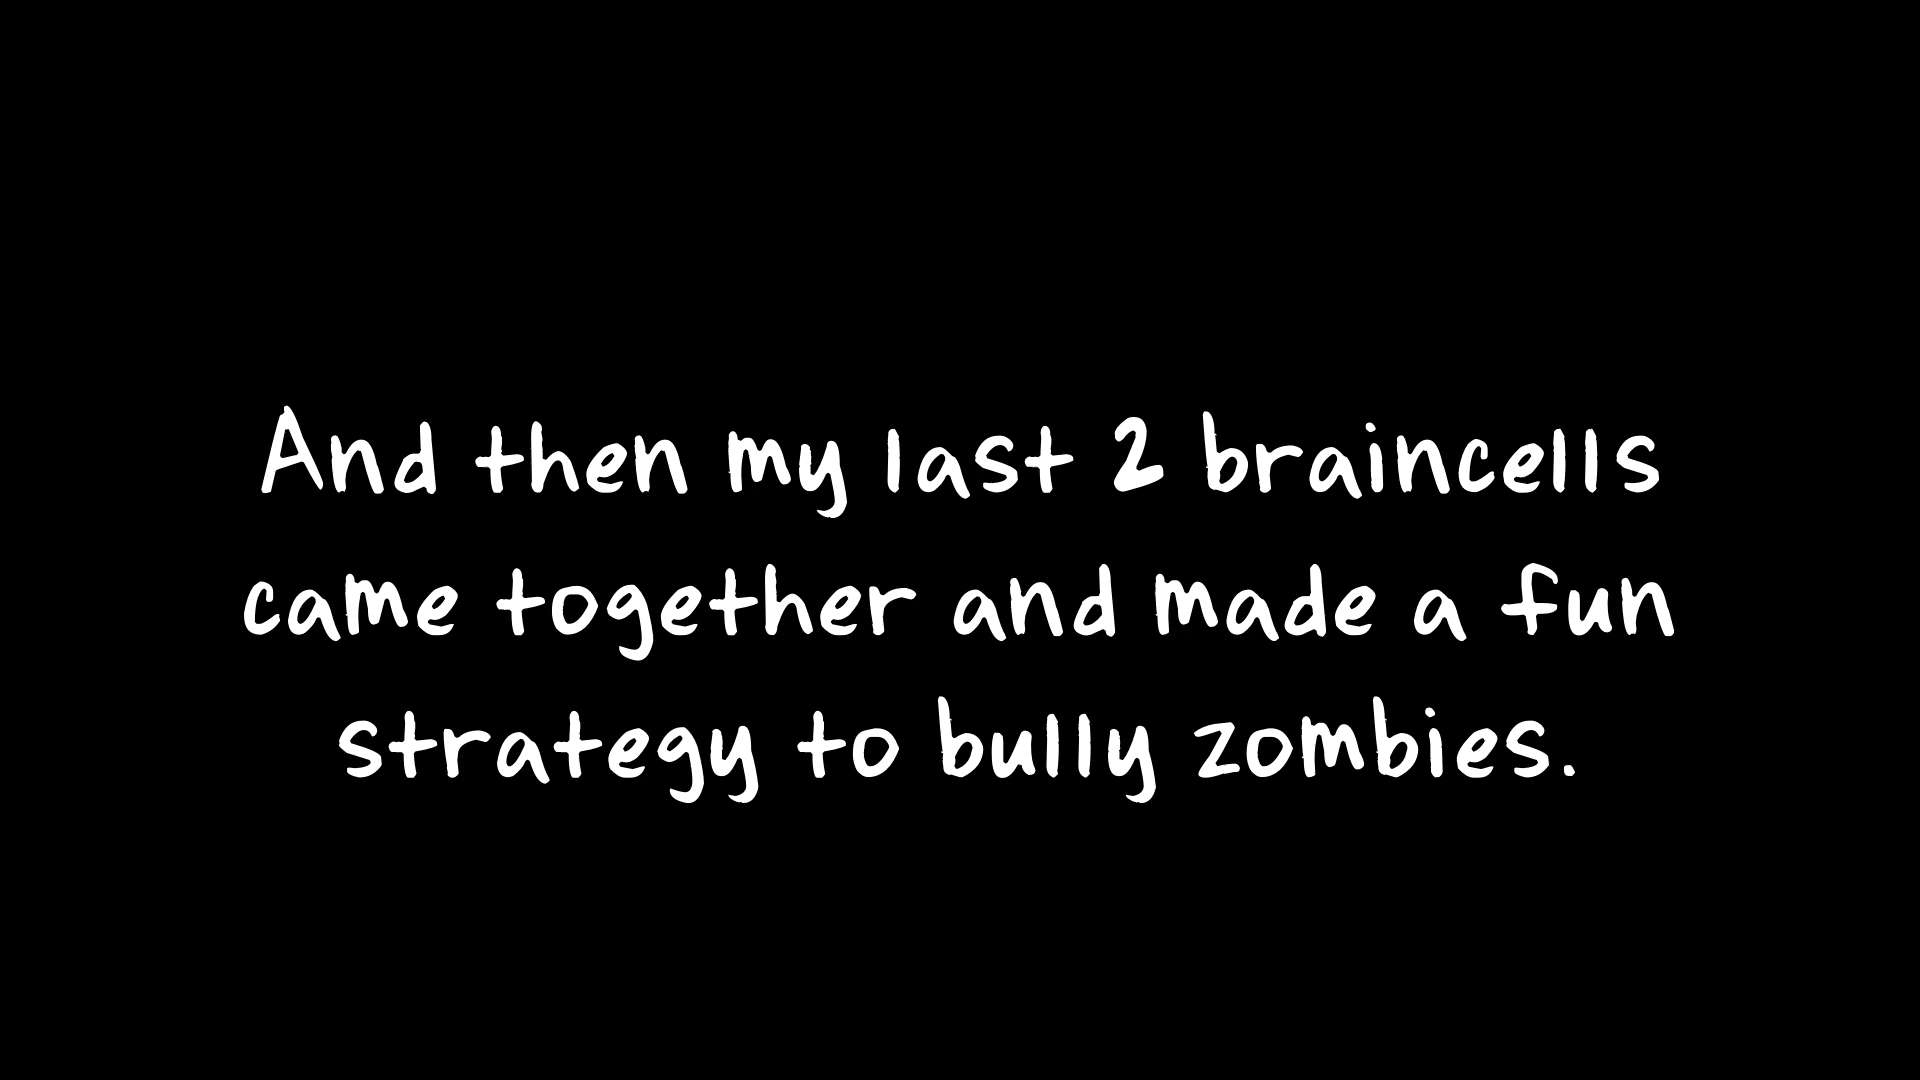 And then my last 2 braincells
came together and made a fun
strategy to bully zombies.